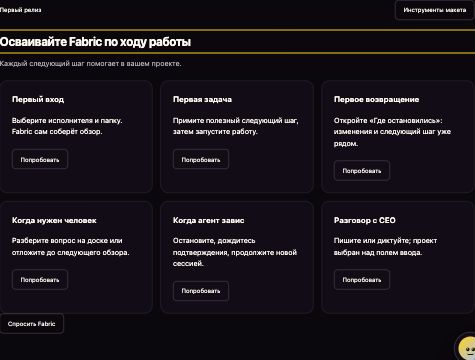 Первый релиз
Инструменты макета
Осваивайте Fabric по ходу работы
Каждый следующий шаг помогает в вашем проекте.
Первый вход
Выберите исполнителя и папку.
Fabric сам соберёт обзор.
Попробовать
Первая задача
Примите полезный следующий шаг,
затем запустите работу.
Попробовать
Первое возвращение
Откройте «Где остановились»:
изменения и следующий шаг уже
рядом.
Попробовать
Когда нужен человек
Разберите вопрос на доске или
отложите до следующего обзора.
Попробовать
Когда агент завис
Остановите, дождитесь
подтверждения, продолжите новой
сессией.
Попробовать
Разговор с CEO
Пишите или диктуйте; проект
выбран над полем ввода.
Попробовать
Спросить Fabric